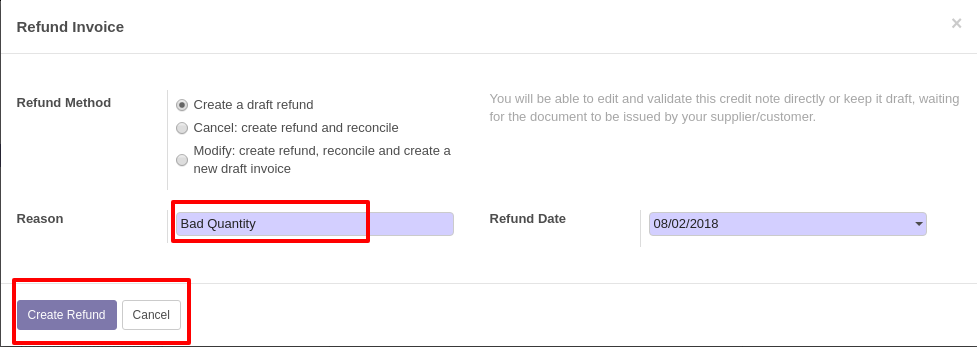 Refund Invoice
×
Refund Method
Create a draft refund
Cancel: create refund and reconcile
Modify: create refund, reconcile and create a
new draft invoice
You will be able to edit and validate this credit note directly or keep it draft, waiting
for the document to be issued by your supplier/customer.
Reason
Bad Quantity
Refund Date
08/02/2018
Create Refund
Cancel